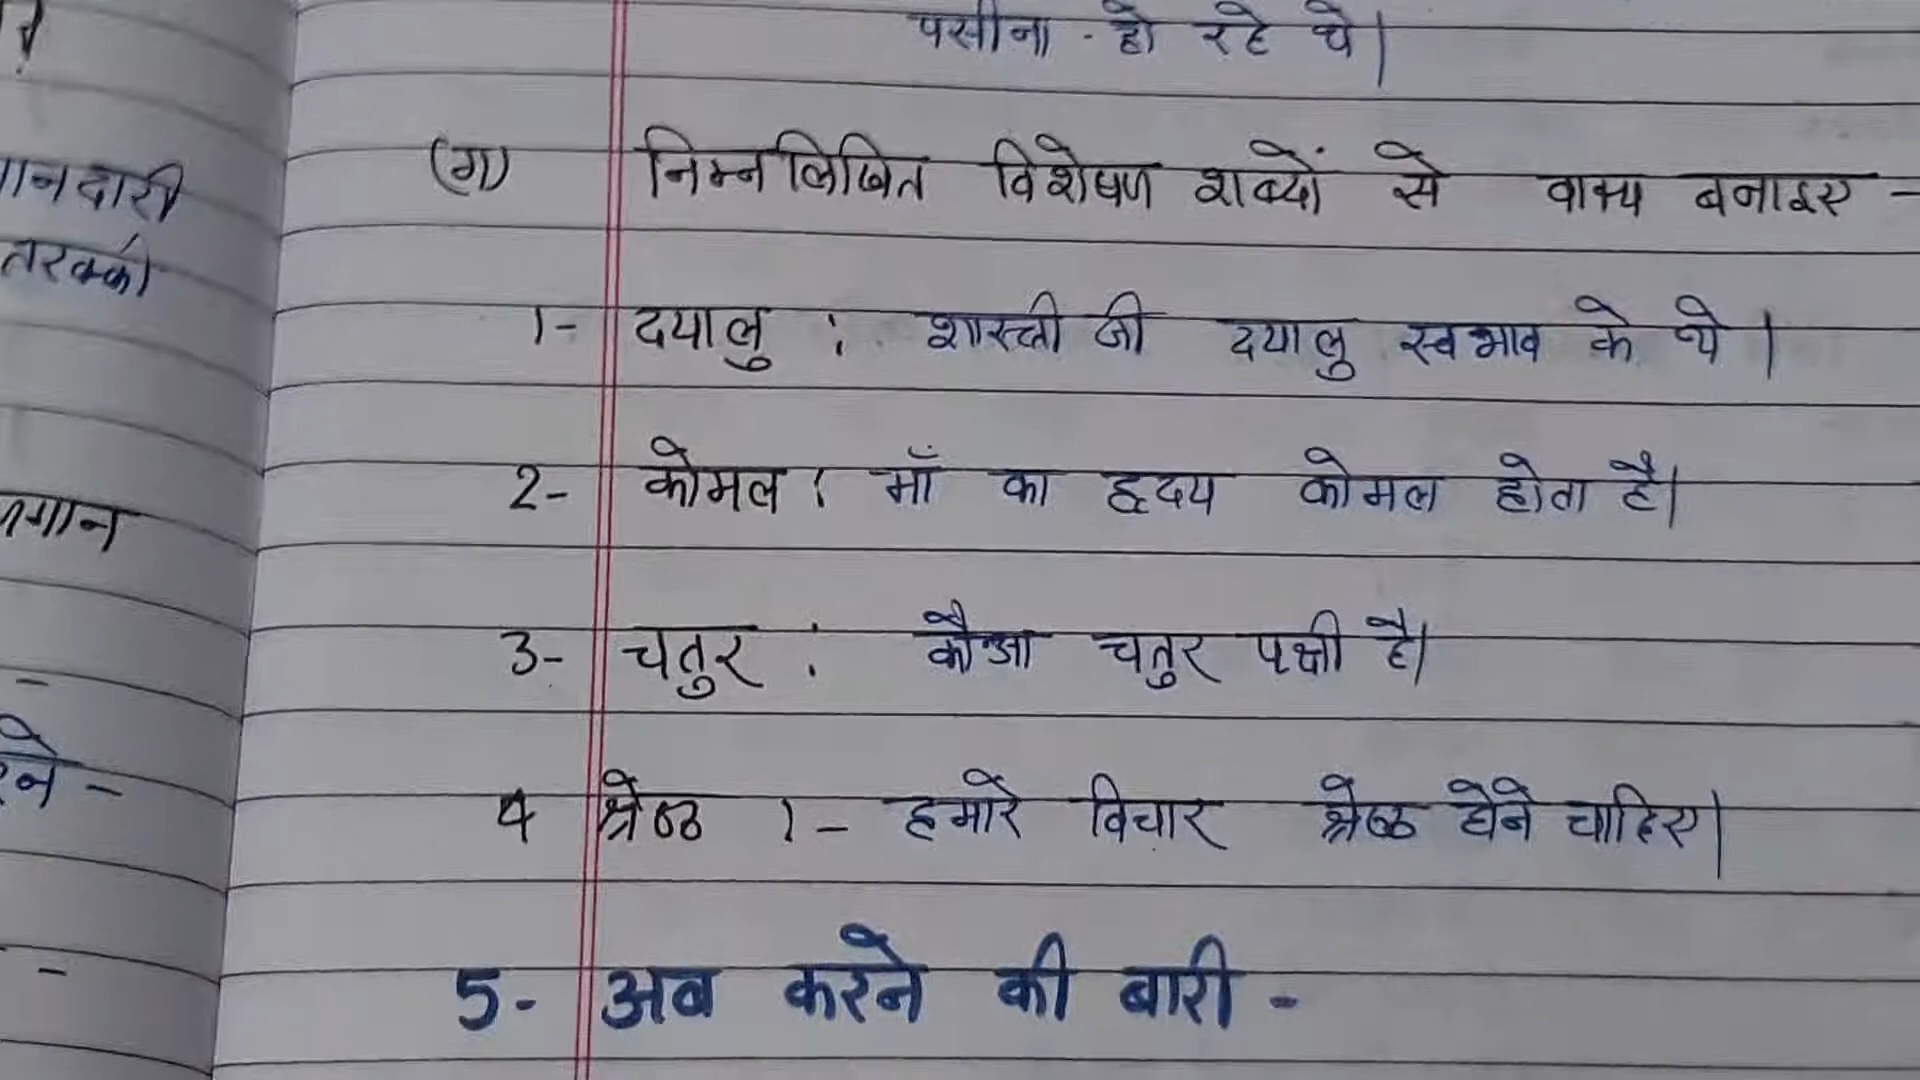 पसीना - हो रहे थे।
(ग) निम्नलिखित विशेषण शब्दों से वाक्य बनाइए -
1- दयालु : शास्त्री जी दयालु स्वभाव के थे।
2- कोमल : माँ का हृदय कोमल होता है।
3- चतुर : कौआ चतुर पक्षी है।
4 श्रेष्ठ :- हमारे विचार श्रेष्ठ होने चाहिए।
5- अब करने की बारी -
तरक्की